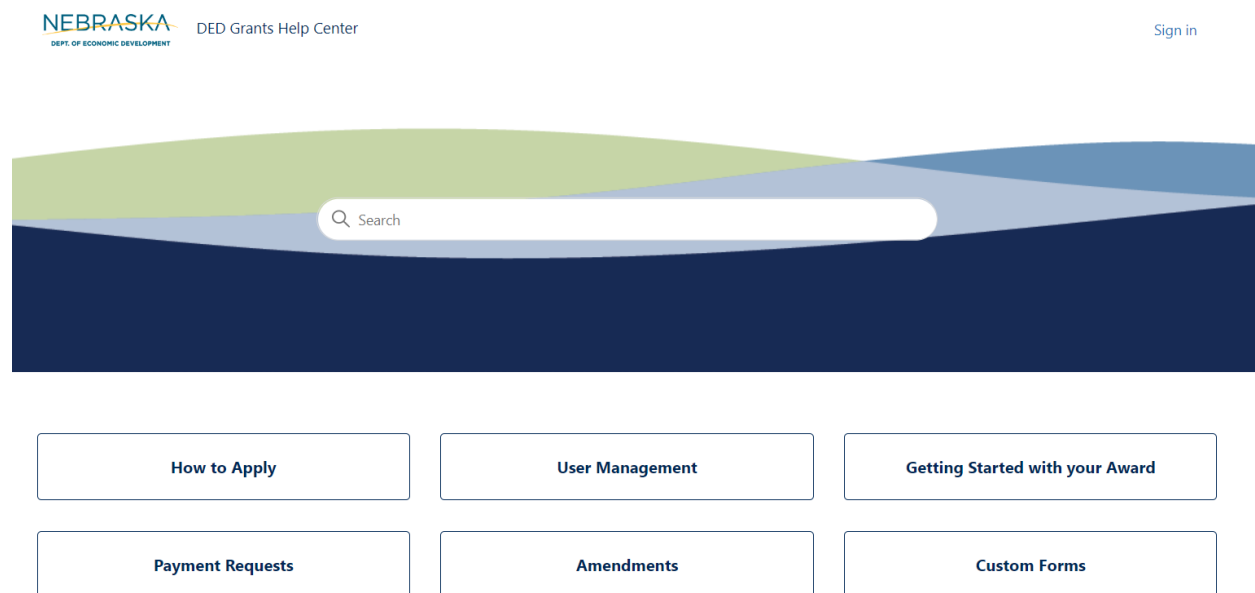 NEBRASKA
DEPT. OF ECONOMIC DEVELOPMENT
DED Grants Help Center
Sign in
Search
How to Apply
User Management
Getting Started with your Award
Payment Requests
Amendments
Custom Forms